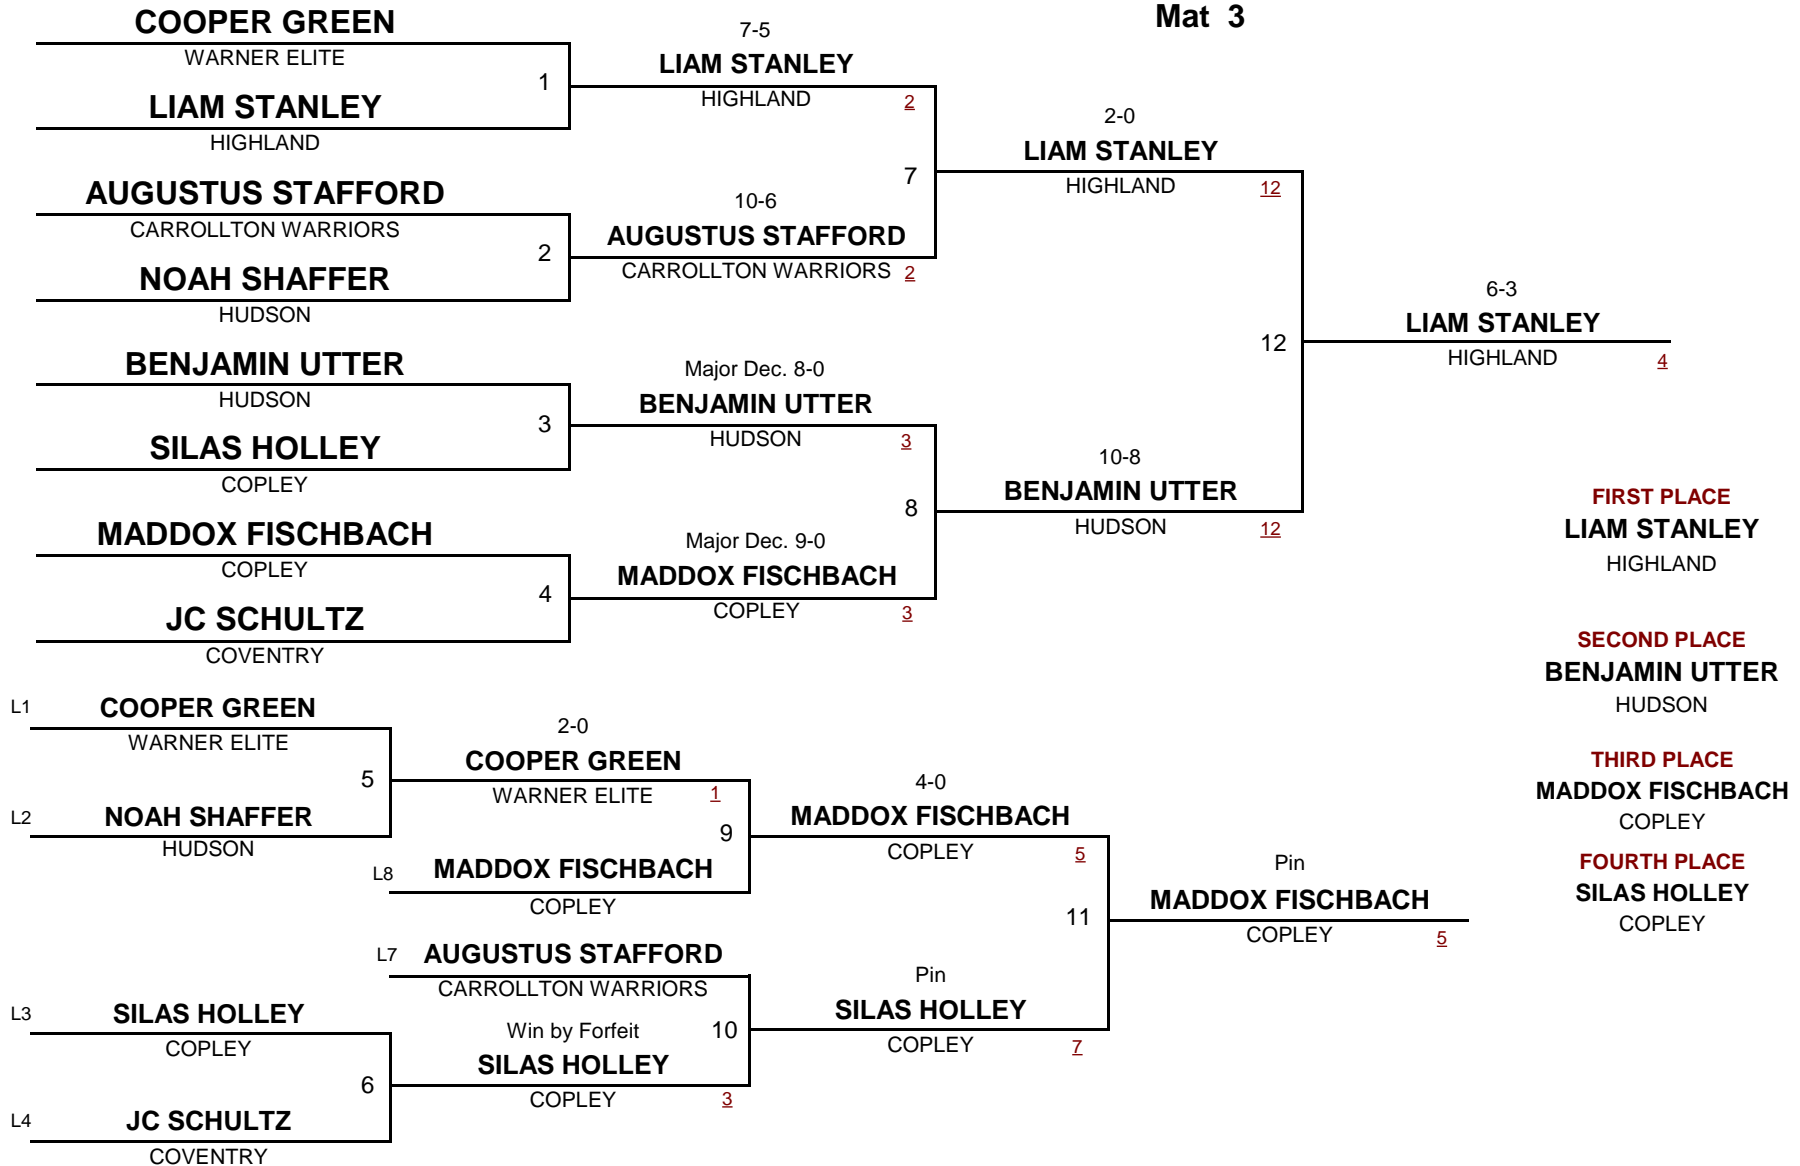 Mat 3
COOPER GREEN
WARNER ELITE
1
LIAM STANLEY
HIGHLAND
AUGUSTUS STAFFORD
CARROLLTON WARRIORS
2
NOAH SHAFFER
HUDSON
BENJAMIN UTTER
HUDSON
3
SILAS HOLLEY
COPLEY
MADDOX FISCHBACH
COPLEY
4
JC SCHULTZ
COVENTRY
7-5
LIAM STANLEY
HIGHLAND 2
7
10-6
AUGUSTUS STAFFORD
CARROLLTON WARRIORS 2
Major Dec. 8-0
BENJAMIN UTTER
HUDSON 3
8
Major Dec. 9-0
MADDOX FISCHBACH
COPLEY 3
2-0
LIAM STANLEY
HIGHLAND 12
12
10-8
BENJAMIN UTTER
HUDSON 12
6-3
LIAM STANLEY
HIGHLAND 4
FIRST PLACE
LIAM STANLEY
HIGHLAND
SECOND PLACE
BENJAMIN UTTER
HUDSON
THIRD PLACE
MADDOX FISCHBACH
COPLEY
FOURTH PLACE
SILAS HOLLEY
COPLEY
L1 COOPER GREEN
WARNER ELITE
5
L2 NOAH SHAFFER
HUDSON
L3 SILAS HOLLEY
COPLEY
6
L4 JC SCHULTZ
COVENTRY
2-0
COOPER GREEN
WARNER ELITE 1
9
L8 MADDOX FISCHBACH
COPLEY
L7 AUGUSTUS STAFFORD
CARROLLTON WARRIORS
10
Win by Forfeit
SILAS HOLLEY
COPLEY 3
4-0
MADDOX FISCHBACH
COPLEY 5
11
Pin
SILAS HOLLEY
COPLEY 7
Pin
MADDOX FISCHBACH
COPLEY 5